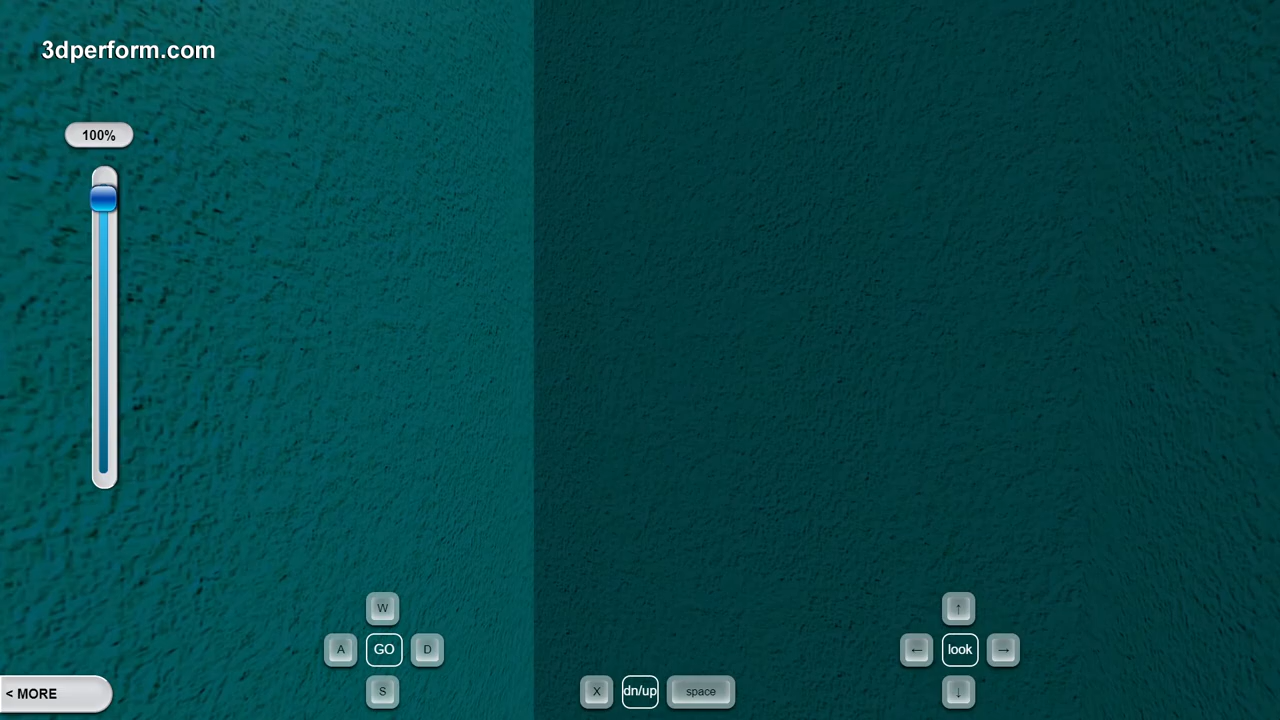 3dperform.com
100%
W
A GO D
S
↑
← look →
↓
X dn/up space
< MORE